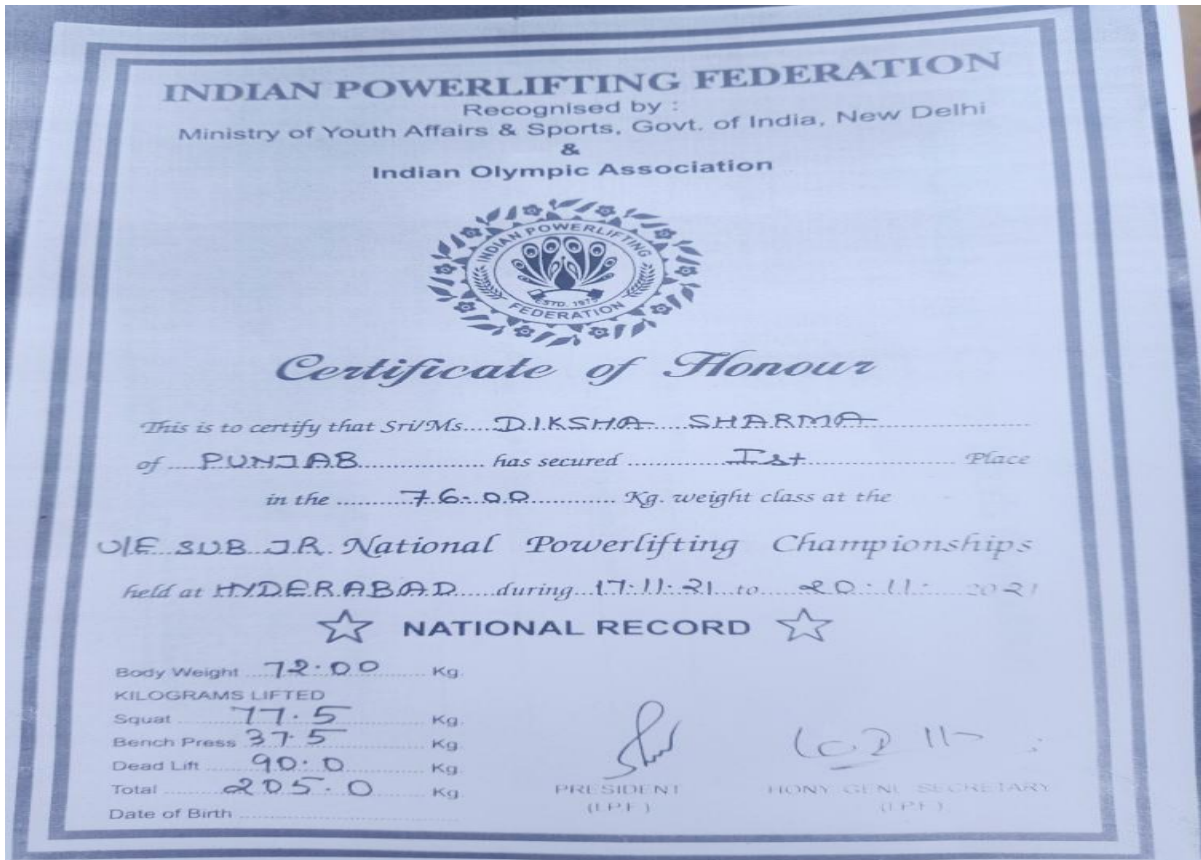 INDIAN POWERLIFTING FEDERATION
Recognised by :
Ministry of Youth Affairs & Sports, Govt. of India, New Delhi
&
Indian Olympic Association
INDIAN POWERLIFTING
ESTD. 197
FEDERATION
Certificate of Honour
This is to certify that Sri/Ms. DIKSHA SHARMA
of PUNJAB has secured Ist Place
in the 76.00 Kg. weight class at the
U/E SUB JR. National Powerlifting Championships
held at HYDERABAD during 17.11.21 to 20.11. 2021
☆ NATIONAL RECORD ☆
Body Weight 72.00 Kg.
KILOGRAMS LIFTED
Squat 77.5 Kg.
Bench Press 37.5 Kg.
Dead Lift 90.0 Kg.
Total 205.0 Kg.
Date of Birth
PRESIDENT
(I.P.F.)
HONY GENL SECRETARY
(I.P.F.)